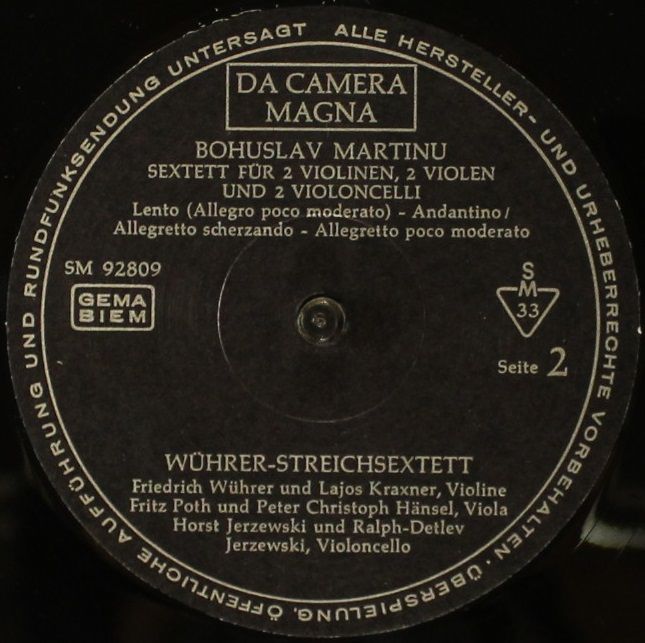 ALLE HERSTELLER- UND URHEBERRECHTE VORBEHALTEN · ÜBERSPIELUNG, ÖFFENTLICHE AUFFÜHRUNG UND RUNDFUNKSENDUNG UNTERSAGT
DA CAMERA
MAGNA
BOHUSLAV MARTINU
SEXTETT FÜR 2 VIOLINEN, 2 VIOLEN
UND 2 VIOLONCELLI
Lento (Allegro poco moderato) – Andantino/
Allegretto scherzando – Allegretto poco moderato
SM 92809
GEMA
BIEM
S
M
33
Seite 2
WÜHRER-STREICHSEXTETT
Friedrich Wührer und Lajos Kraxner, Violine
Fritz Poth und Peter Christoph Hänsel, Viola
Horst Jerzewski und Ralph-Detlev
Jerzewski, Violoncello